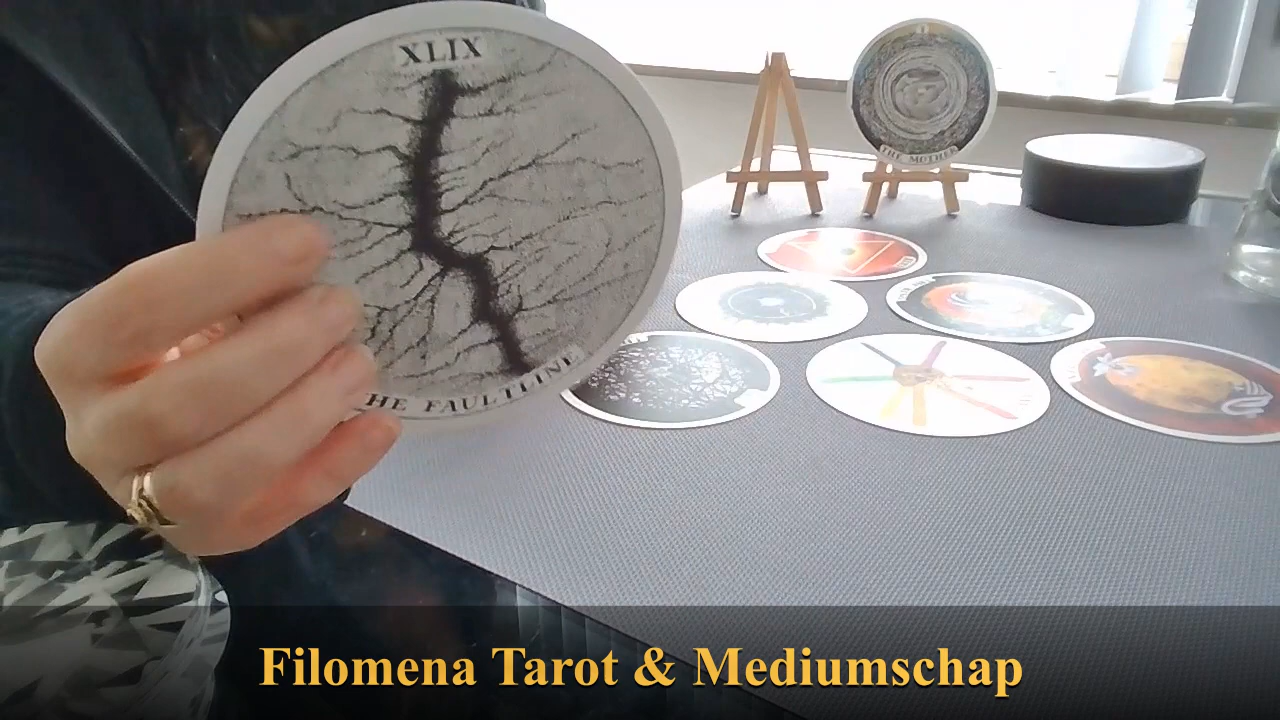 XLIX
THE FAULTLINE
THE MOTHER
Filomena Tarot & Mediumschap